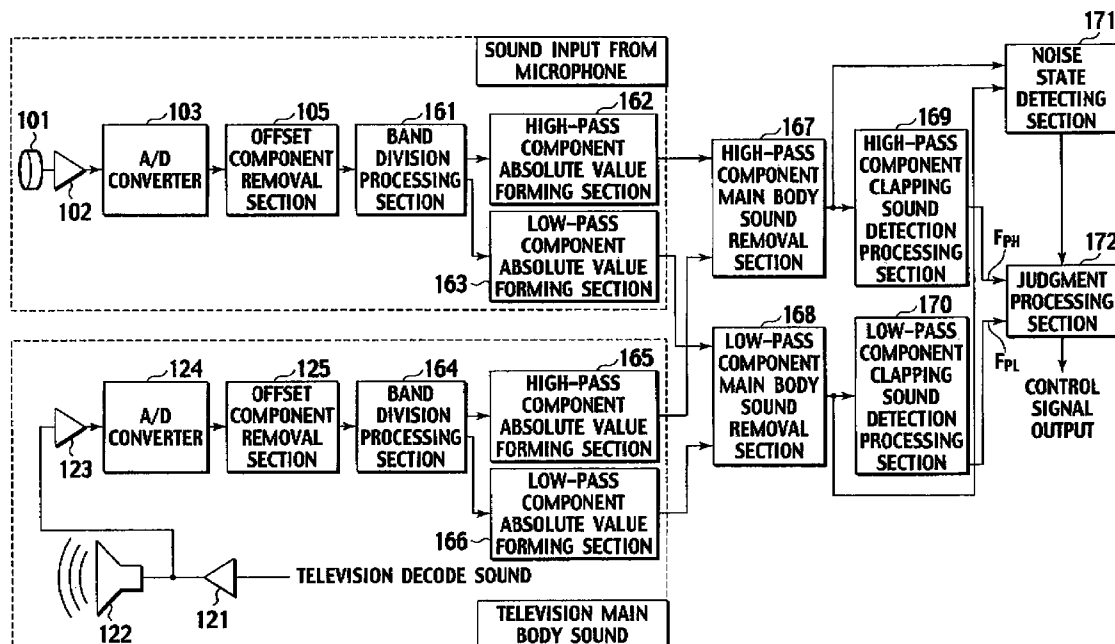 SOUND INPUT FROM
MICROPHONE
101
102
103
A/D
CONVERTER
105
OFFSET
COMPONENT
REMOVAL
SECTION
161
BAND
DIVISION
PROCESSING
SECTION
162
HIGH-PASS
COMPONENT
ABSOLUTE VALUE
FORMING SECTION
LOW-PASS
COMPONENT
ABSOLUTE VALUE
FORMING SECTION
163
167
HIGH-PASS
COMPONENT
MAIN BODY
SOUND
REMOVAL
SECTION
169
HIGH-PASS
COMPONENT
CLAPPING
SOUND
DETECTION
PROCESSING
SECTION
171
NOISE
STATE
DETECTING
SECTION
FPH
172
JUDGMENT
PROCESSING
SECTION
FPL
CONTROL
SIGNAL
OUTPUT
168
LOW-PASS
COMPONENT
MAIN BODY
SOUND
REMOVAL
SECTION
170
LOW-PASS
COMPONENT
CLAPPING
SOUND
DETECTION
PROCESSING
SECTION
123
124
A/D
CONVERTER
125
OFFSET
COMPONENT
REMOVAL
SECTION
164
BAND
DIVISION
PROCESSING
SECTION
165
HIGH-PASS
COMPONENT
ABSOLUTE VALUE
FORMING SECTION
LOW-PASS
COMPONENT
ABSOLUTE VALUE
FORMING SECTION
166
122
121
TELEVISION DECODE SOUND
TELEVISION MAIN
BODY SOUND